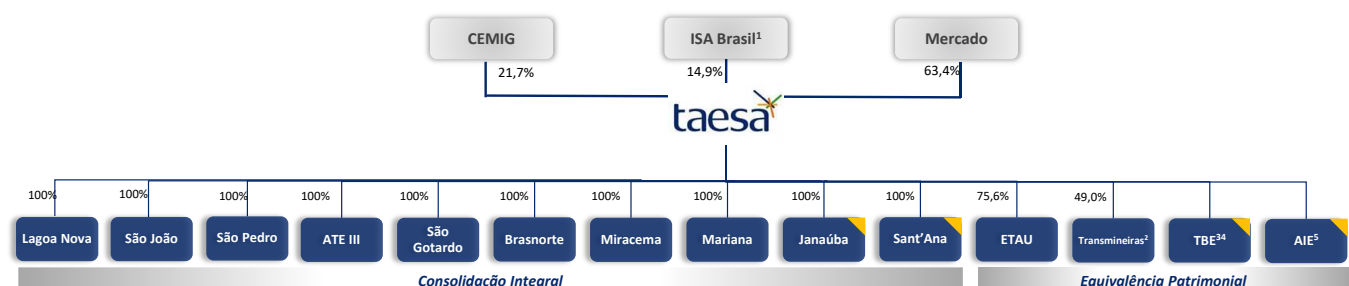 CEMIG
ISA Brasil¹
Mercado
21,7%
14,9%
63,4%
taesa
100%
100%
100%
100%
100%
100%
100%
100%
100%
100%
75,6%
49,0%
Lagoa Nova
São João
São Pedro
ATE III
São
Gotardo
Brasnorte
Miracema
Mariana
Janaúba
Sant'Ana
ETAU
Transmineiras²
TBE³⁴
AIE⁵
Consolidação Integral
Equivalência Patrimonial